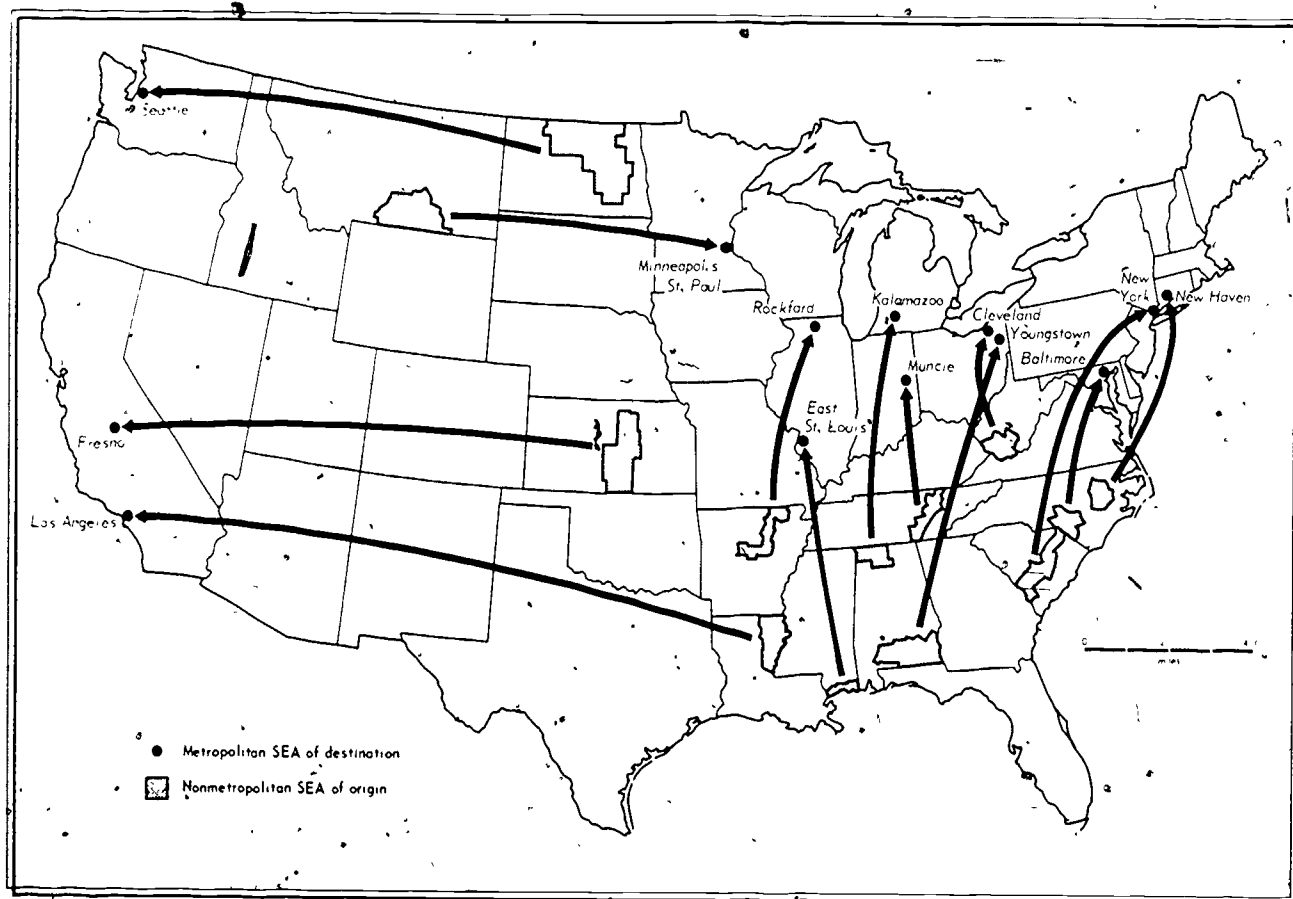 Seattle
Minneapolis
St. Paul
Rockford
Kalamazoo
Cleveland
Youngstown
Baltimore
New
York
New Haven
Muncie
East
St. Louis
Fresno
Los Angeles
0
miles
Metropolitan SEA of destination
Nonmetropolitan SEA of origin